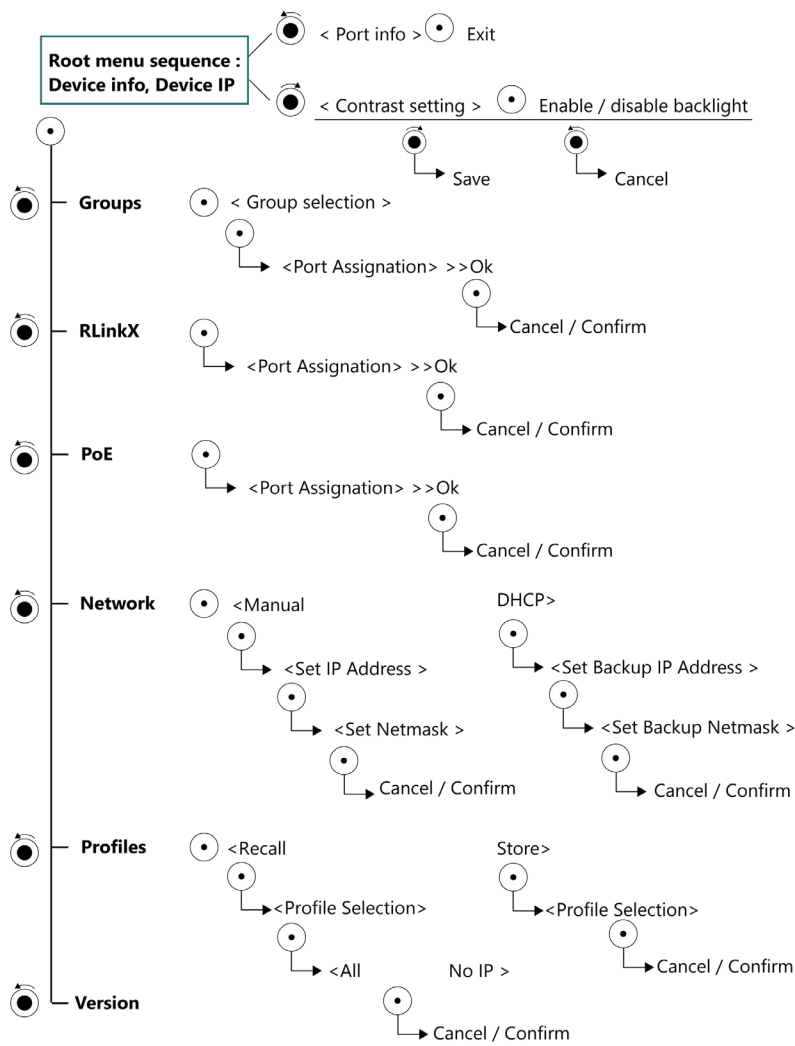 < Port info > Exit
Root menu sequence :
Device info, Device IP
< Contrast setting > Enable / disable backlight
Save Cancel
Groups < Group selection >
<Port Assignation> >>Ok
Cancel / Confirm
RLinkX
<Port Assignation> >>Ok
Cancel / Confirm
PoE
<Port Assignation> >>Ok
Cancel / Confirm
Network <Manual DHCP>
<Set IP Address > <Set Backup IP Address >
<Set Netmask > <Set Backup Netmask >
Cancel / Confirm Cancel / Confirm
Profiles <Recall Store>
<Profile Selection> <Profile Selection>
<All No IP > Cancel / Confirm
Version
Cancel / Confirm